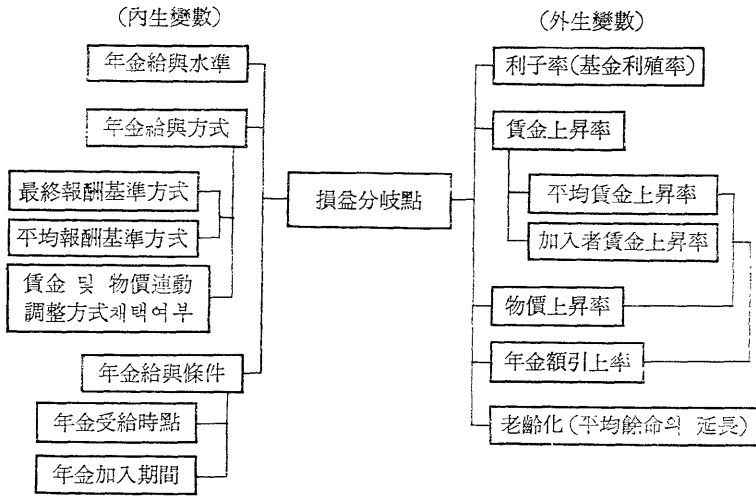 (內生變數)
年金給與水準
年金給與方式
最終報酬基準方式
平均報酬基準方式
賃金 및 物價連動
調整方式채택여부
年金給與條件
年金受給時點
年金加入期間
損益分岐點
(外生變數)
利子率(基金利殖率)
賃金上昇率
平均賃金上昇率
加入者賃金上昇率
物價上昇率
年金額引上率
老齡化(平均餘命의 延長)